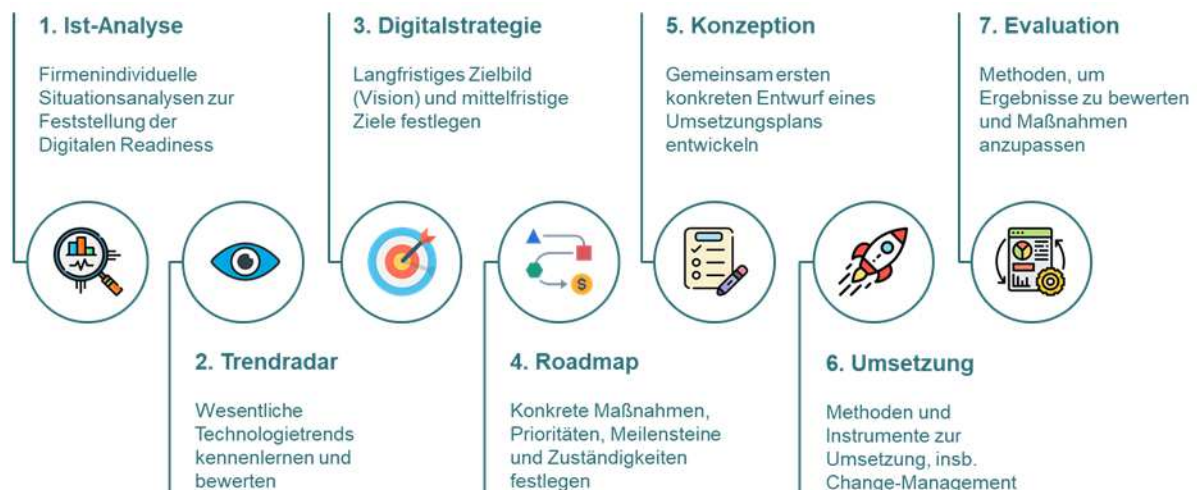 1. Ist-Analyse
Firmenindividuelle
Situationsanalysen zur
Feststellung der
Digitalen Readiness
2. Trendradar
Wesentliche
Technologietrends
kennenlernen und
bewerten
3. Digitalstrategie
Langfristiges Zielbild
(Vision) und mittelfristige
Ziele festlegen
4. Roadmap
Konkrete Maßnahmen,
Prioritäten, Meilensteine
und Zuständigkeiten
festlegen
5. Konzeption
Gemeinsam ersten
konkreten Entwurf eines
Umsetzungsplans
entwickeln
6. Umsetzung
Methoden und
Instrumente zur
Umsetzung, insb.
Change-Management
7. Evaluation
Methoden, um
Ergebnisse zu bewerten
und Maßnahmen
anzupassen